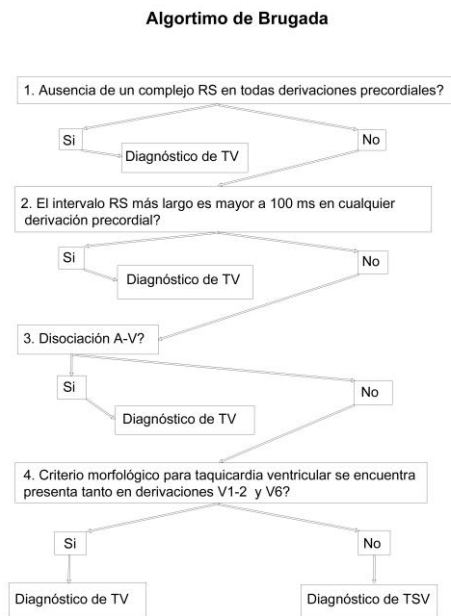 Algortimo de Brugada
1. Ausencia de un complejo RS en todas derivaciones precordiales?
Si
No
Diagnóstico de TV
2. El intervalo RS más largo es mayor a 100 ms en cualquier
derivación precordial?
Si
No
Diagnóstico de TV
3. Disociación A-V?
Si
No
Diagnóstico de TV
4. Criterio morfológico para taquicardia ventricular se encuentra
presenta tanto en derivaciones V1-2 y V6?
Si
No
Diagnóstico de TV
Diagnóstico de TSV